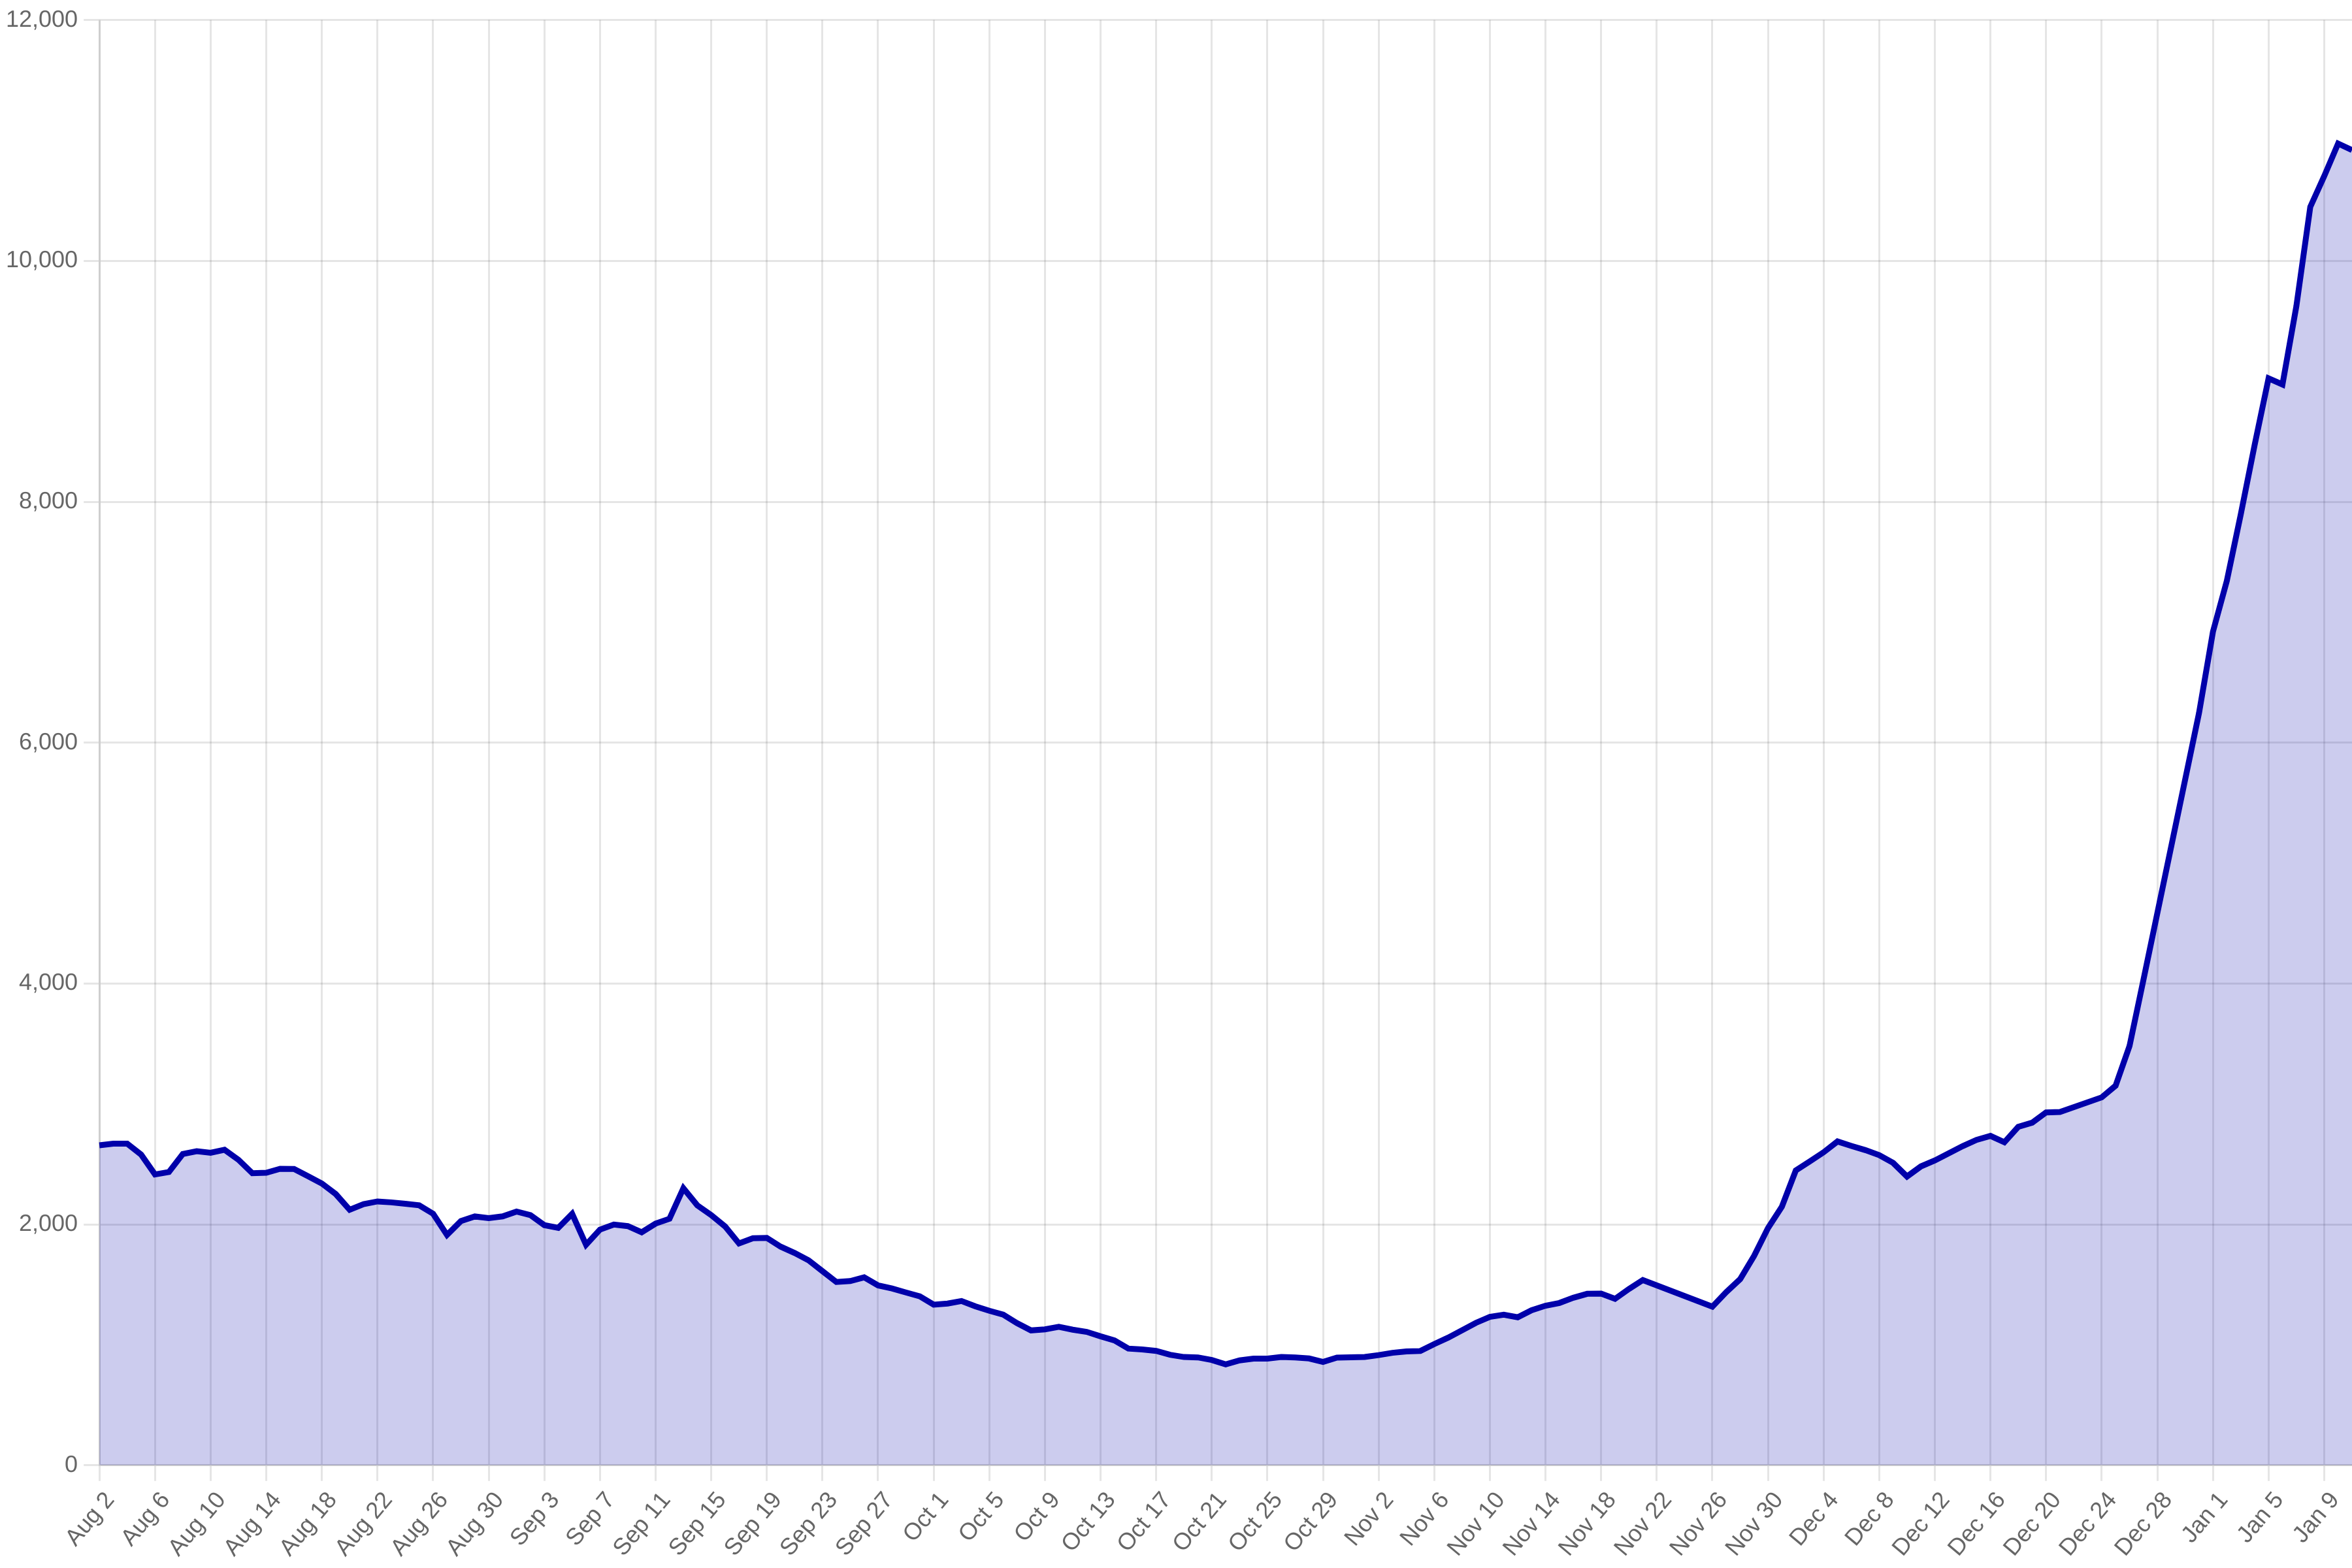 12,000
10,000
8,000
6,000
4,000
2,000
0
Aug 2
Aug 6
Aug 10
Aug 14
Aug 18
Aug 22
Aug 26
Aug 30
Sep 3
Sep 7
Sep 11
Sep 15
Sep 19
Sep 23
Sep 27
Oct 1
Oct 5
Oct 9
Oct 13
Oct 17
Oct 21
Oct 25
Oct 29
Nov 2
Nov 6
Nov 10
Nov 14
Nov 18
Nov 22
Nov 26
Nov 30
Dec 4
Dec 8
Dec 12
Dec 16
Dec 20
Dec 24
Dec 28
Jan 1
Jan 5
Jan 9